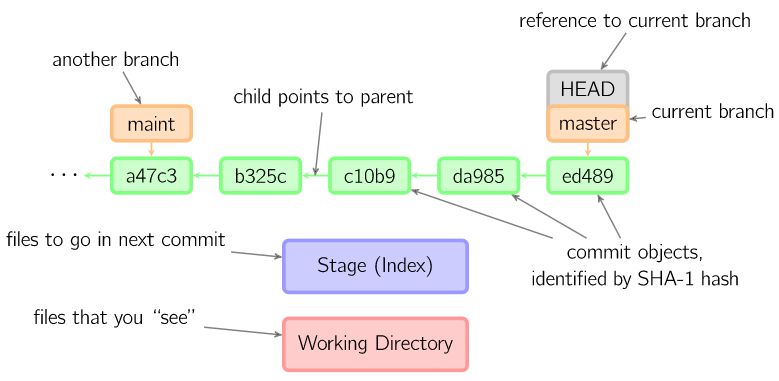 reference to current branch
another branch
HEAD
child points to parent
current branch
maint
master
...
a47c3
b325c
c10b9
da985
ed489
files to go in next commit
Stage (Index)
commit objects,
identified by SHA-1 hash
files that you “see”
Working Directory